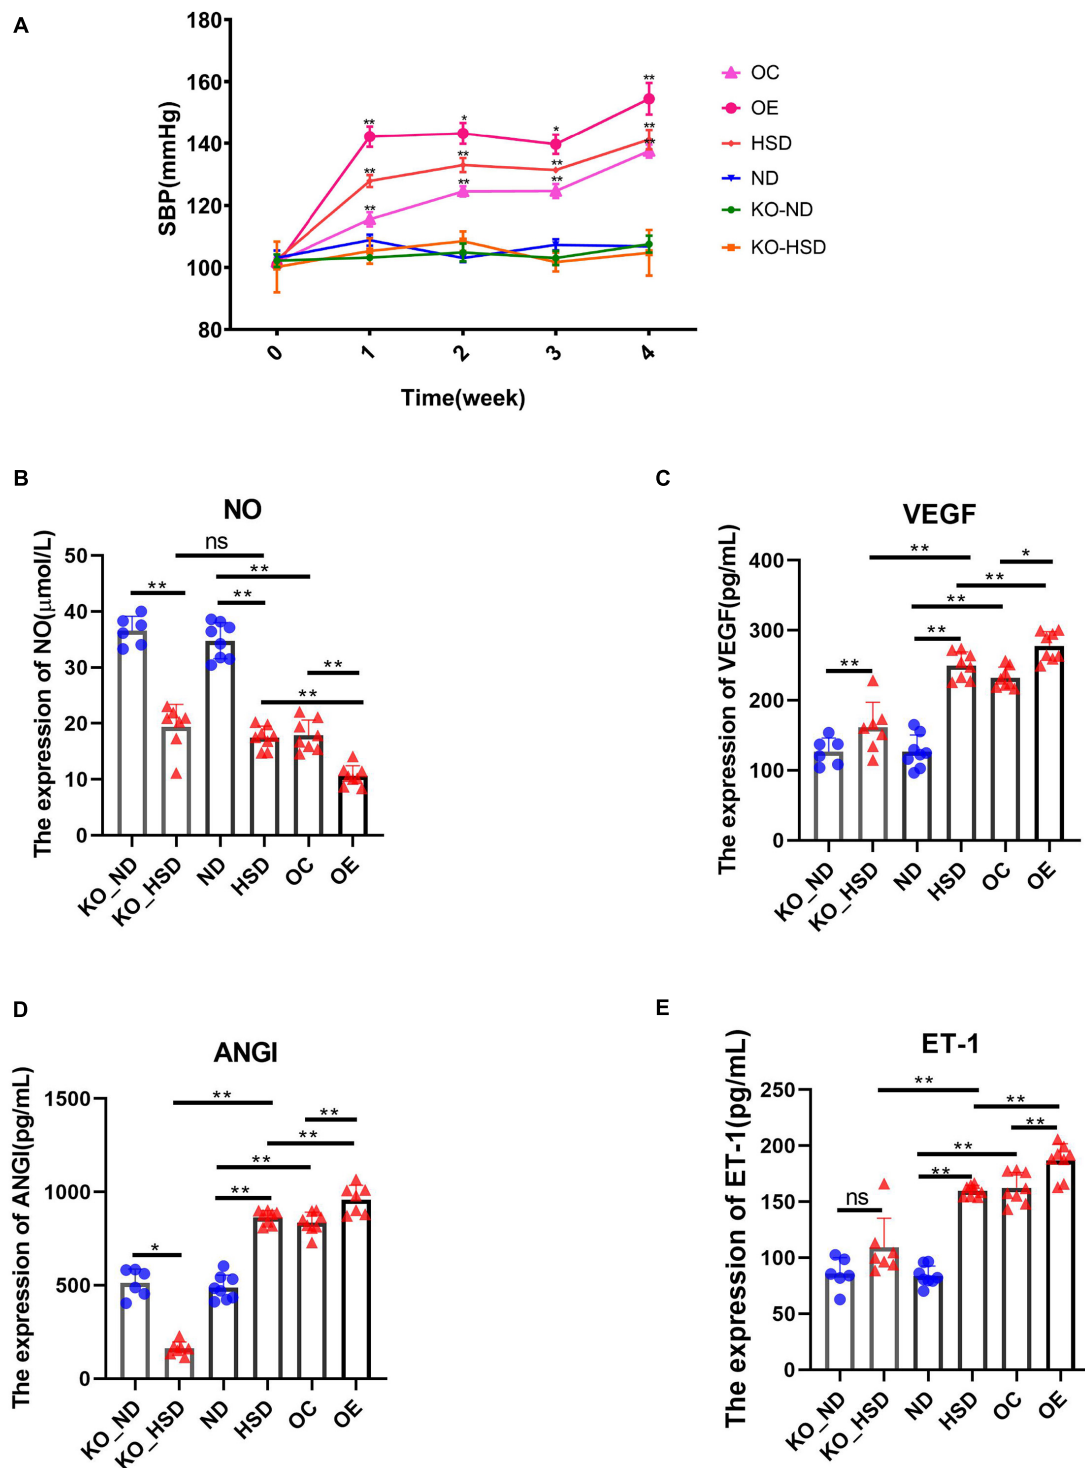 A
180
160
140
120
100
80
SBP(mmHg)
** ** ** **
** * * **
** ** ** **
0 1 2 3 4
Time(week)
OC
OE
HSD
ND
KO-ND
KO-HSD
B
NO
The expression of NO(μmol/L)
50
40
30
20
10
0
ns
**
**
**
**
**
KO_ND
KO_HSD
ND
HSD
OC
OE
C
VEGF
The expression of VEGF(pg/mL)
400
300
200
100
0
**
*
**
**
**
**
KO_ND
KO_HSD
ND
HSD
OC
OE
D
ANGI
The expression of ANGI(pg/mL)
1500
1000
500
0
**
**
**
**
**
*
KO_ND
KO_HSD
ND
HSD
OC
OE
E
ET-1
The expression of ET-1(pg/mL)
250
200
150
100
50
0
**
**
**
**
**
ns
KO_ND
KO_HSD
ND
HSD
OC
OE